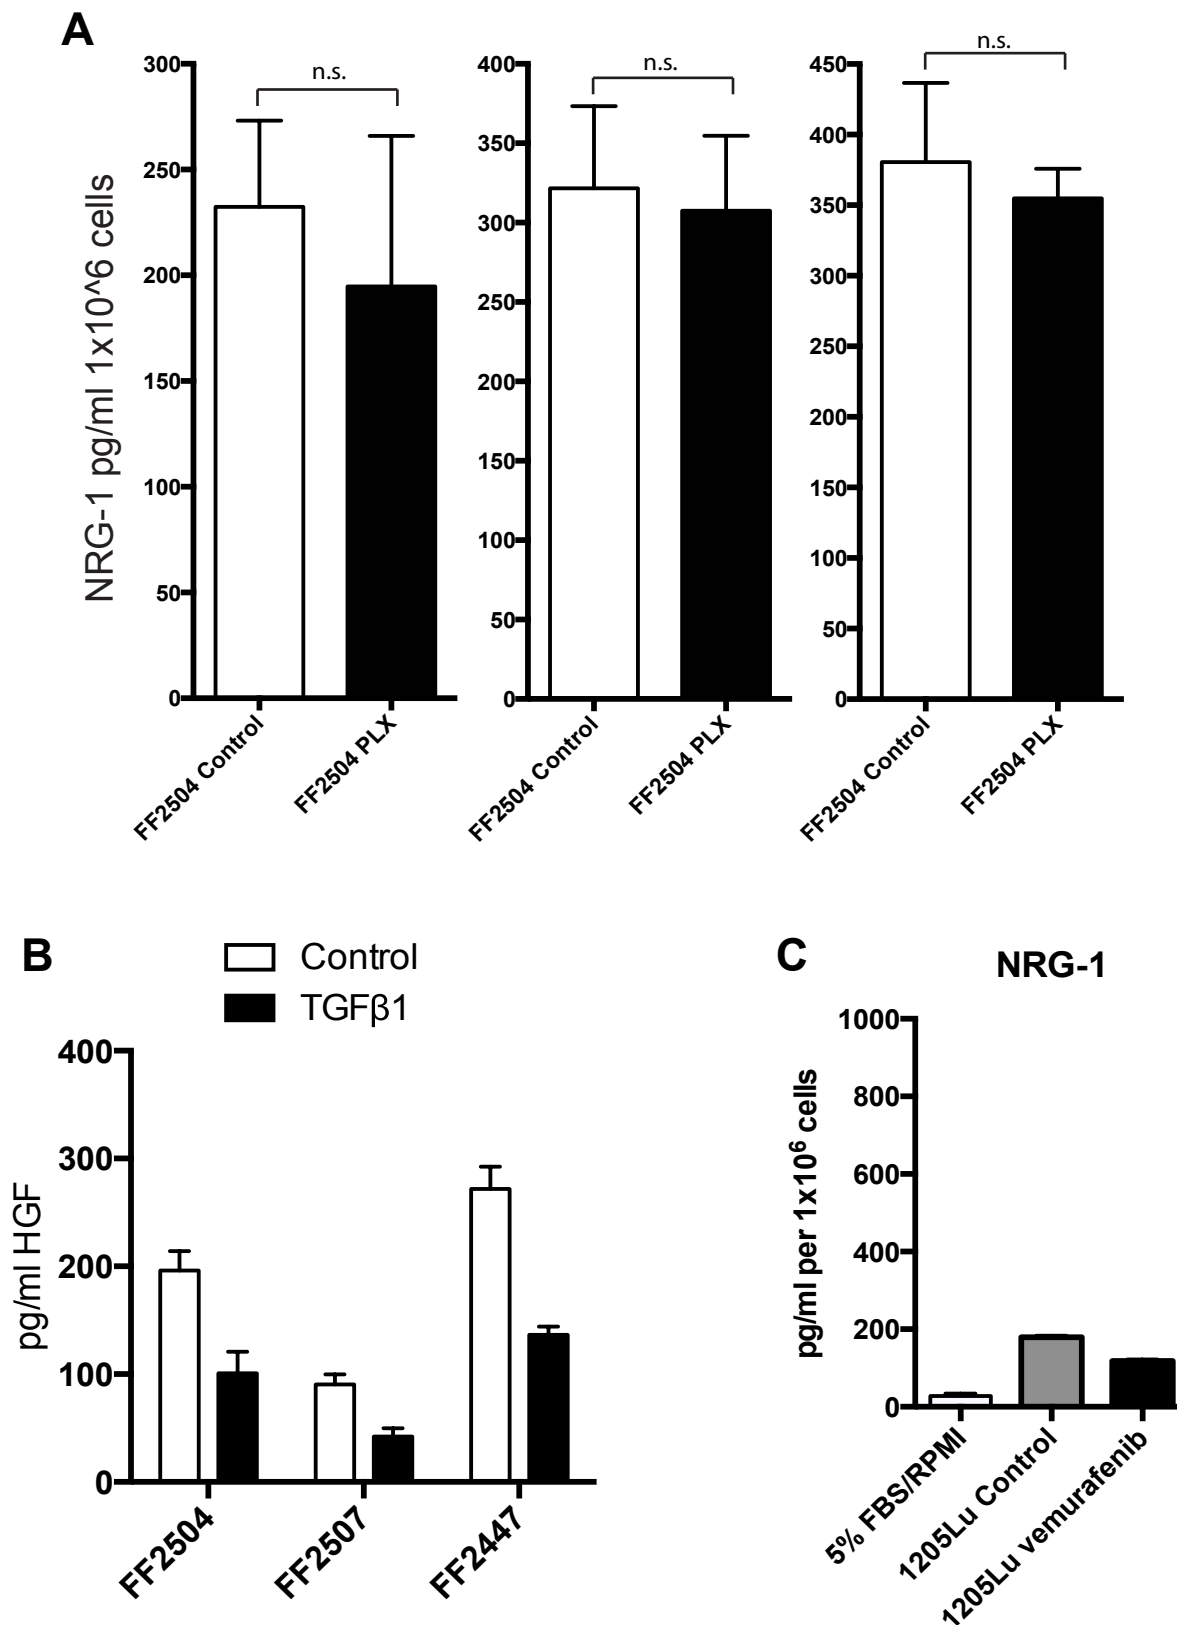 A
n.s.
n.s.
n.s.
NRG-1 pg/ml 1x10^6 cells
300
250
200
150
100
50
0
400
350
300
250
200
150
100
50
0
450
400
350
300
250
200
150
100
50
0
FF2504 Control
FF2504 PLX
FF2504 Control
FF2504 PLX
FF2504 Control
FF2504 PLX
B
Control
TGFβ1
pg/ml HGF
400
300
200
100
0
FF2504
FF2507
FF2447
C
NRG-1
pg/ml per 1x10⁶ cells
1000
800
600
400
200
0
5% FBS/RPMI
1205Lu Control
1205Lu vemurafenib